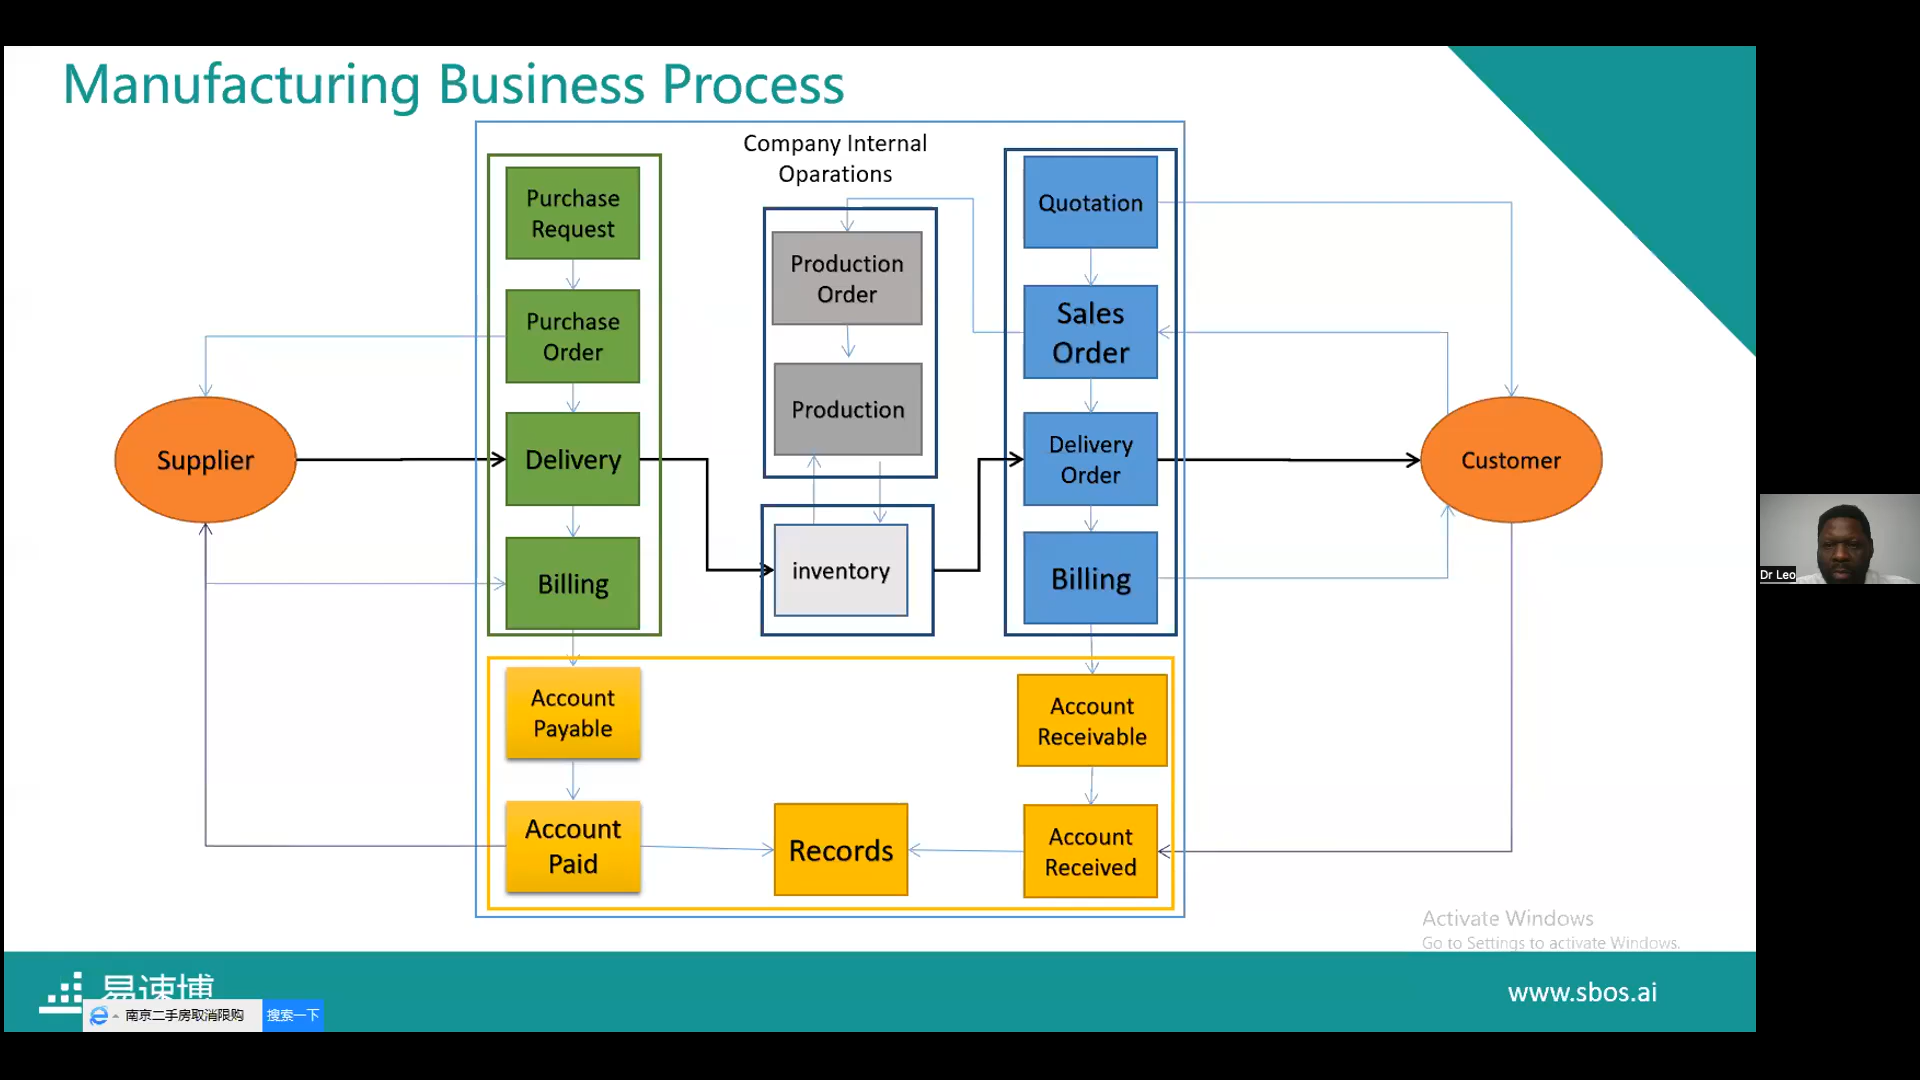 Manufacturing Business Process
Company Internal
Oparations
Purchase
Request
Quotation
Production
Order
Purchase
Order
Sales
Order
Production
Supplier
Delivery
Delivery
Order
Customer
Billing
inventory
Billing
Account
Payable
Account
Receivable
Account
Paid
Records
Account
Received
Dr Leo
Activate Windows
Go to Settings to activate Windows.
易速博
南京二手房取消限购
搜索一下
www.sbos.ai